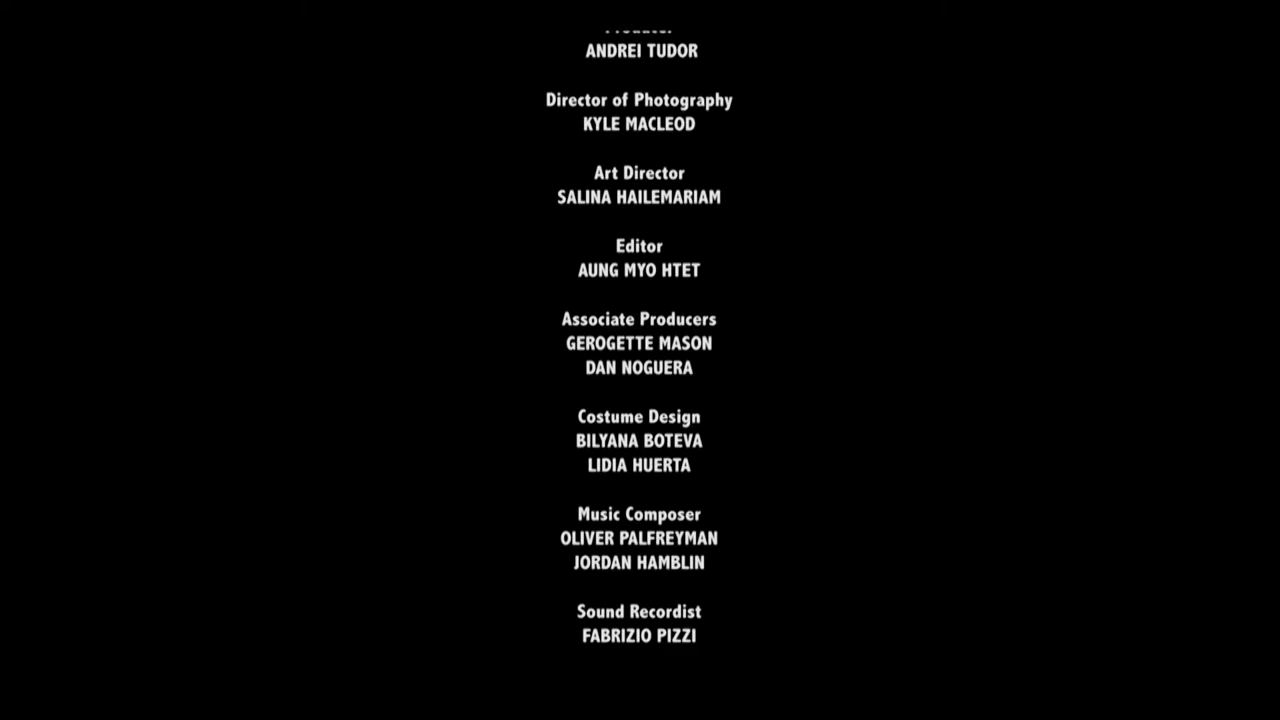 Producer
ANDREI TUDOR
Director of Photography
KYLE MACLEOD
Art Director
SALINA HAILEMARIAM
Editor
AUNG MYO HTET
Associate Producers
GEROGETTE MASON
DAN NOGUERA
Costume Design
BILYANA BOTEVA
LIDIA HUERTA
Music Composer
OLIVER PALFREYMAN
JORDAN HAMBLIN
Sound Recordist
FABRIZIO PIZZI